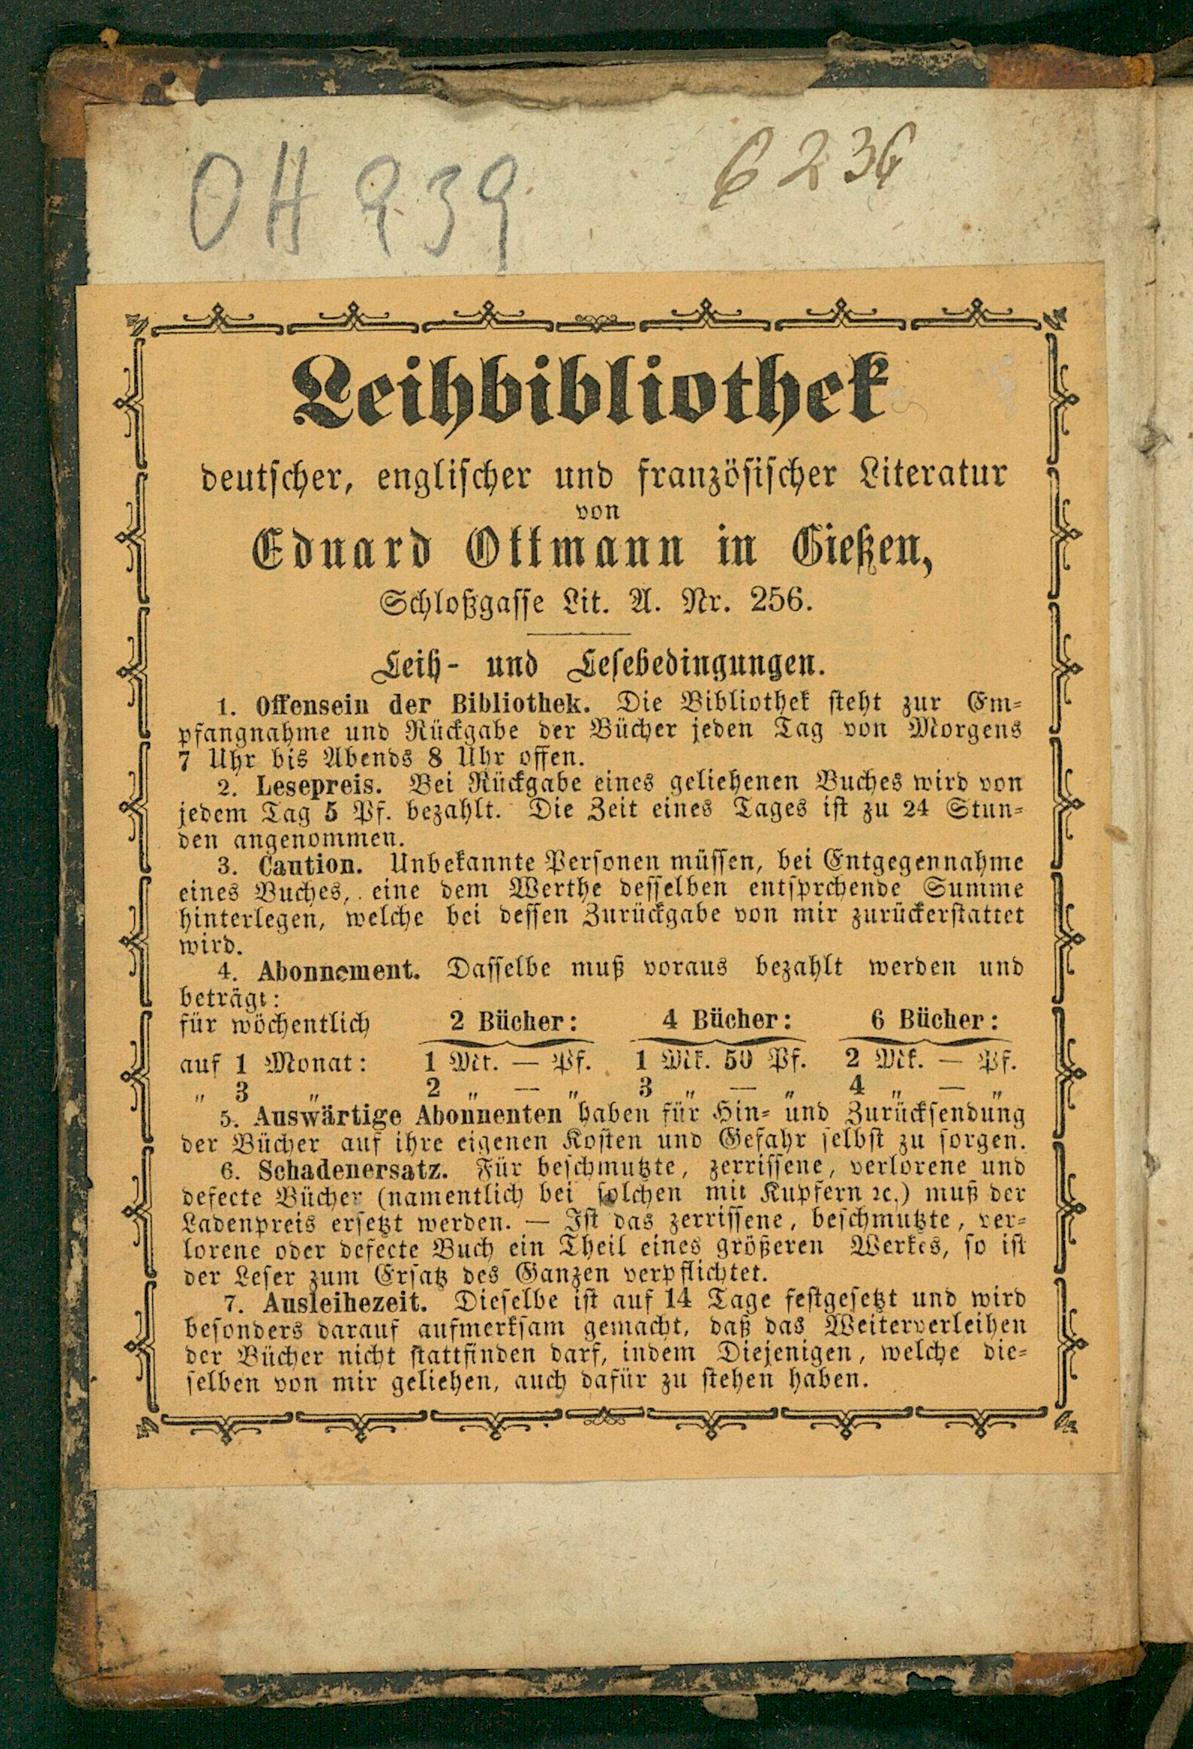 OH 939
6236
Leihbibliothek
deutscher, englischer und französischer Literatur
von
Eduard Ottmann in Gießen,
Schloßgasse Lit. A. Nr. 256.
Leih- und Lesebedingungen.
1. Offensein der Bibliothek. Die Bibliothek steht zur Em-
pfangnahme und Rückgabe der Bücher jeden Tag von Morgens
7 Uhr bis Abends 8 Uhr offen.
2. Lesepreis. Bei Rückgabe eines geliehenen Buches wird von
jedem Tag 5 Pf. bezahlt. Die Zeit eines Tages ist zu 24 Stun-
den angenommen.
3. Caution. Unbekannte Personen müssen, bei Entgegennahme
eines Buches, eine dem Werthe desselben entsprchende Summe
hinterlegen, welche bei dessen Zurückgabe von mir zurückerstattet
wird.
4. Abonnement. Dasselbe muß voraus bezahlt werden und
beträgt:
für wöchentlich 2 Bücher: 4 Bücher: 6 Bücher:
auf 1 Monat: 1 Mk. — Pf. 1 Mk. 50 Pf. 2 Mk. — Pf.
„ 3 „ 2 „ — „ 3 „ — „ 4 „ — „
5. Auswärtige Abonnenten haben für Hin- und Zurücksendung
der Bücher auf ihre eigenen Kosten und Gefahr selbst zu sorgen.
6. Schadenersatz. Für beschmutzte, zerrissene, verlorene und
defecte Bücher (namentlich bei solchen mit Kupfern ꝛc.) muß der
Ladenpreis ersetzt werden. — Ist das zerrissene, beschmutzte, ver-
lorene oder defecte Buch ein Theil eines größeren Werkes, so ist
der Leser zum Ersatz des Ganzen verpflichtet.
7. Ausleihezeit. Dieselbe ist auf 14 Tage festgesetzt und wird
besonders darauf aufmerksam gemacht, daß das Weiterverleihen
der Bücher nicht stattfinden darf, indem Diejenigen, welche die-
selben von mir geliehen, auch dafür zu stehen haben.